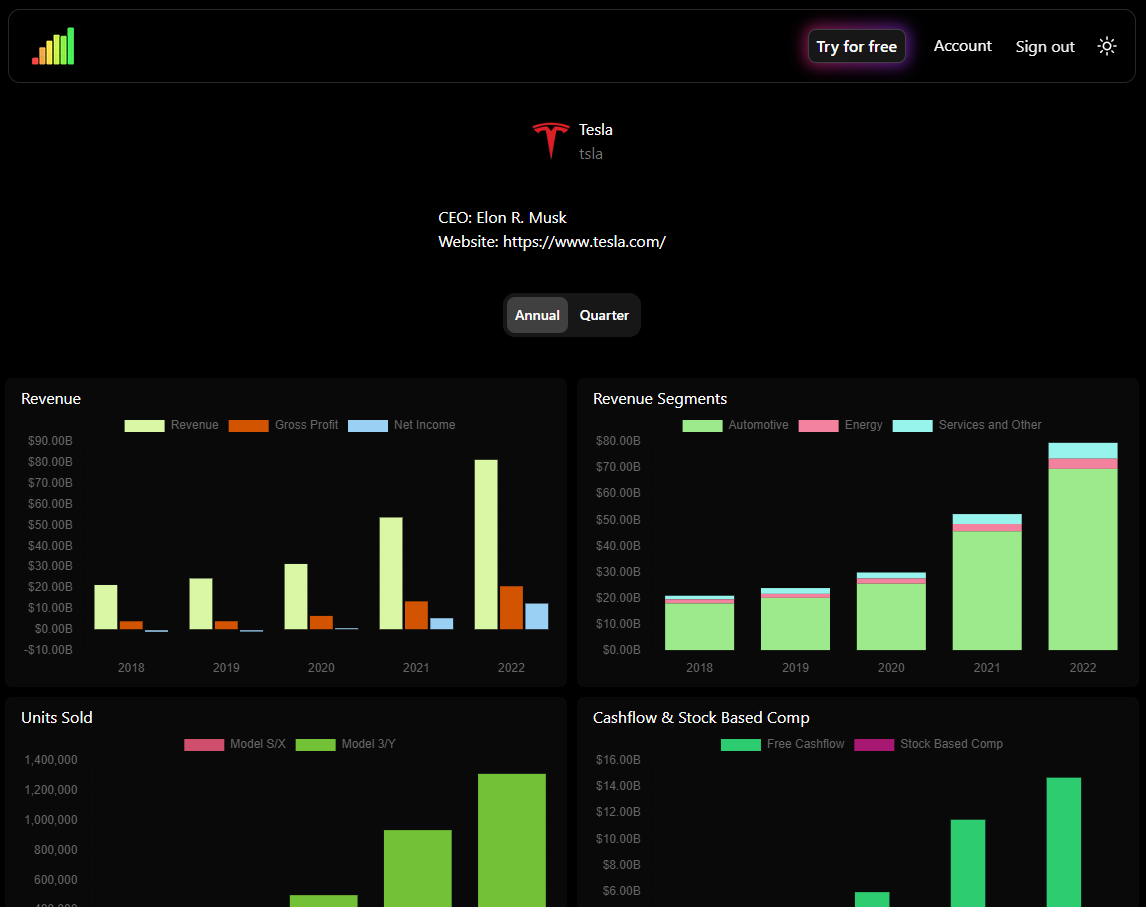 Try for free Account Sign out
Tesla
tsla
CEO: Elon R. Musk
Website: https://www.tesla.com/
Annual Quarter
Revenue
Revenue Gross Profit Net Income
$90.00B
$80.00B
$70.00B
$60.00B
$50.00B
$40.00B
$30.00B
$20.00B
$10.00B
$0.00B
-$10.00B
2018 2019 2020 2021 2022
Revenue Segments
Automotive Energy Services and Other
$80.00B
$70.00B
$60.00B
$50.00B
$40.00B
$30.00B
$20.00B
$10.00B
$0.00B
2018 2019 2020 2021 2022
Units Sold
Model S/X Model 3/Y
1,400,000
1,200,000
1,000,000
800,000
600,000
Cashflow & Stock Based Comp
Free Cashflow Stock Based Comp
$16.00B
$14.00B
$12.00B
$10.00B
$8.00B
$6.00B